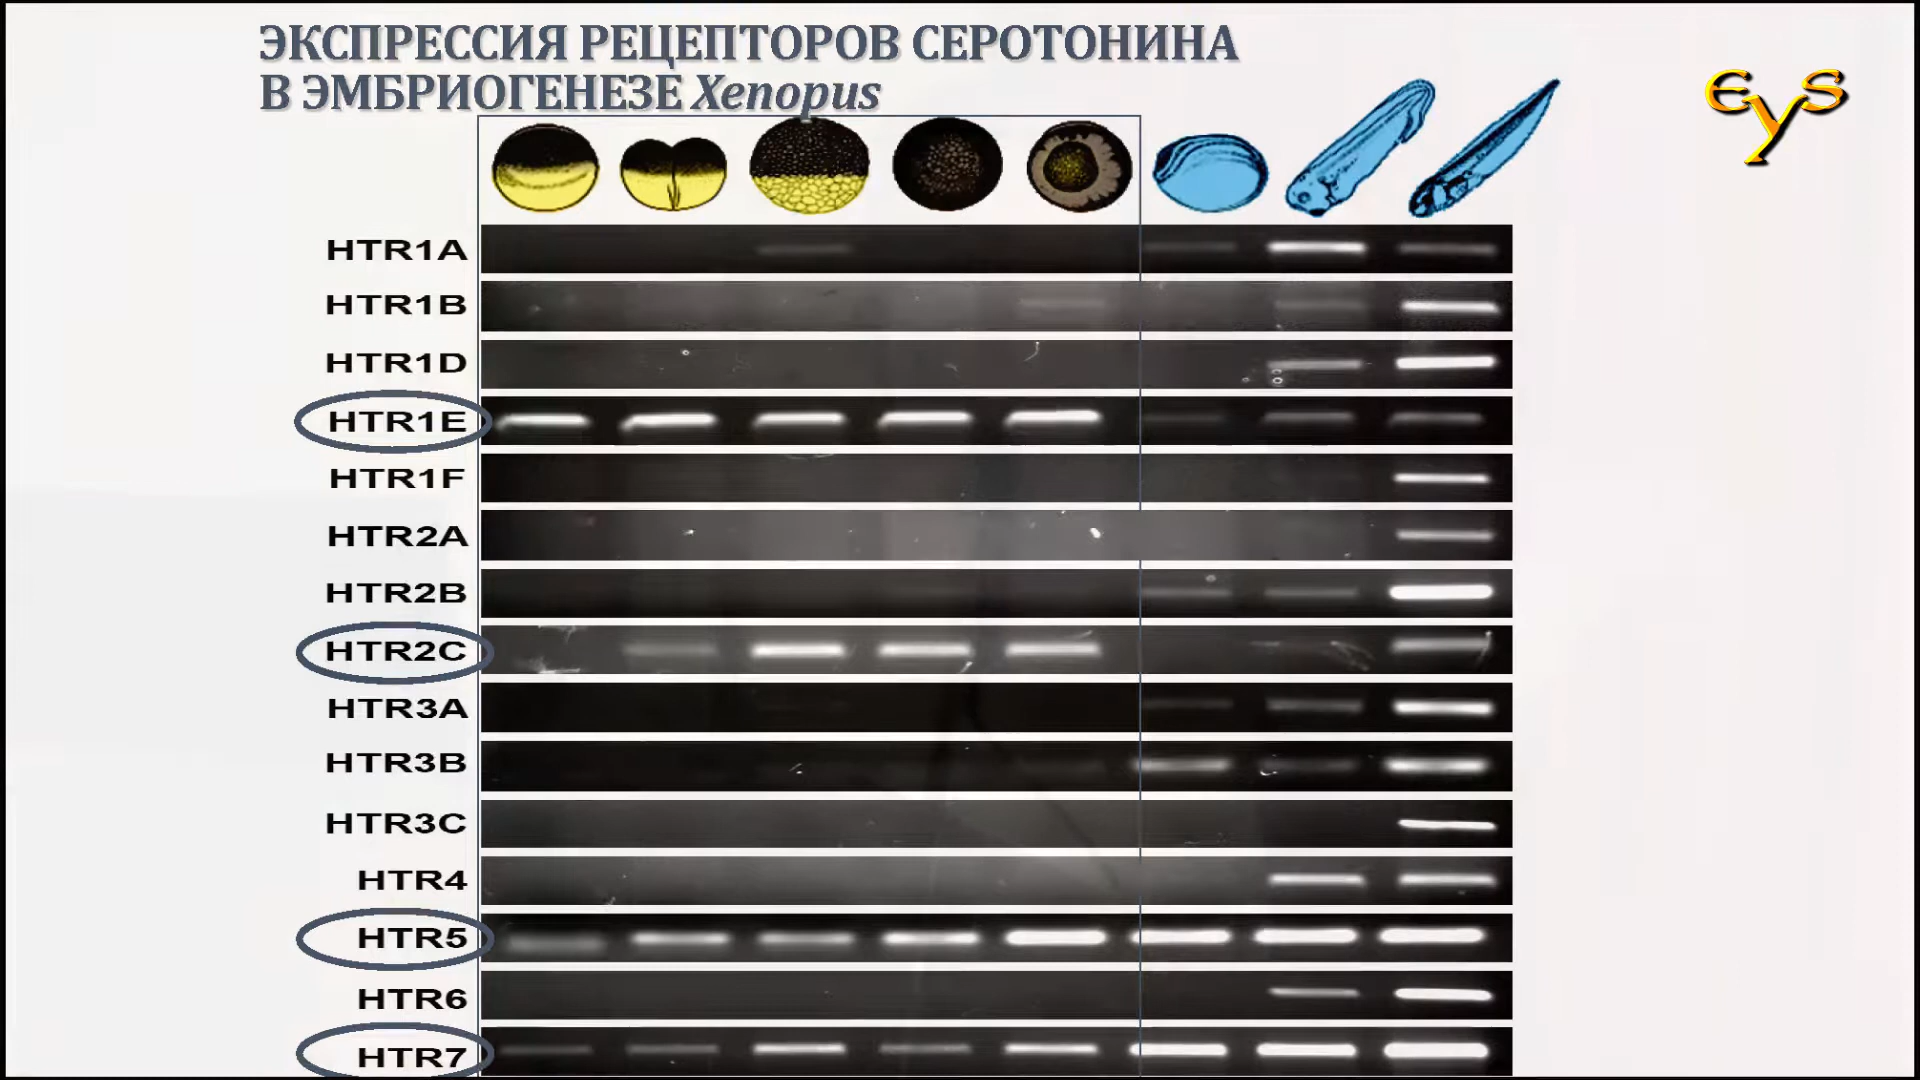 ЭКСПРЕССИЯ РЕЦЕПТОРОВ СЕРОТОНИНА
В ЭМБРИОГЕНЕЗЕ Xenopus
EyS
HTR1A
HTR1B
HTR1D
HTR1E
HTR1F
HTR2A
HTR2B
HTR2C
HTR3A
HTR3B
HTR3C
HTR4
HTR5
HTR6
HTR7